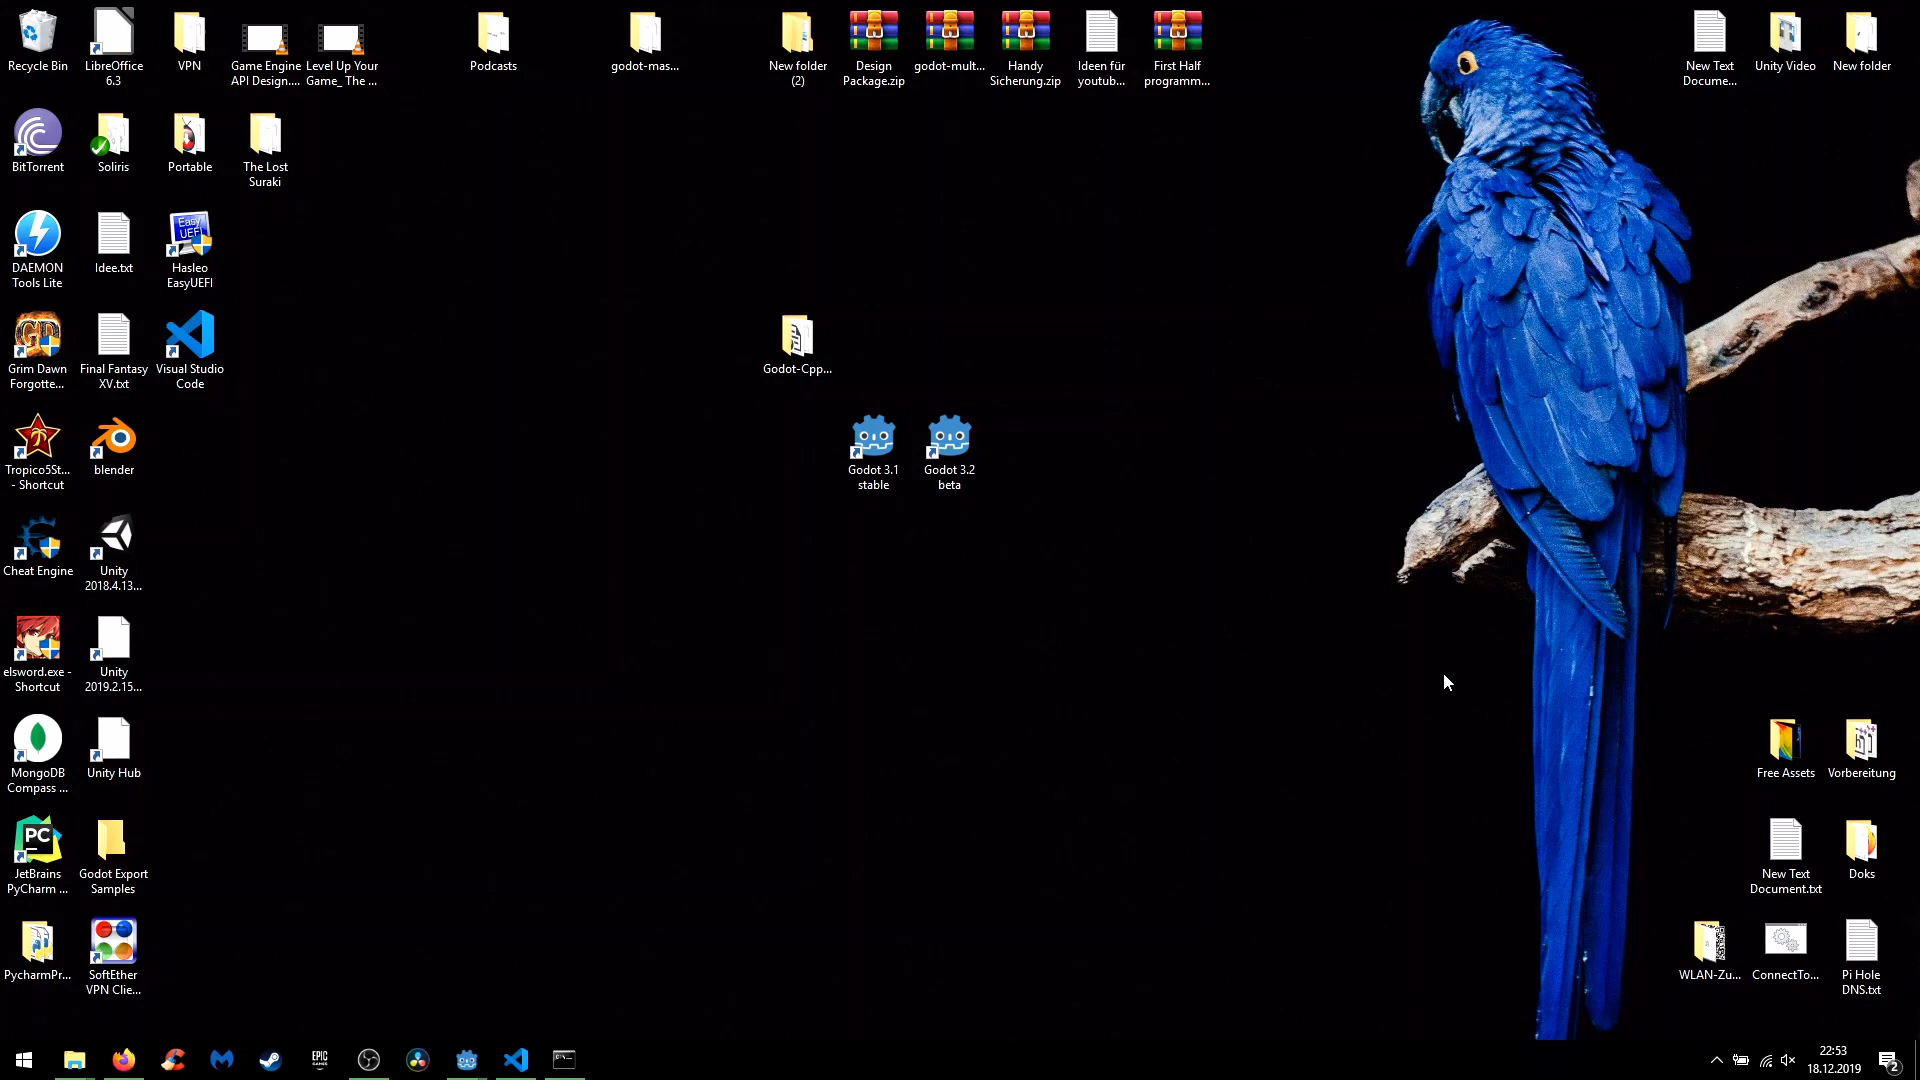 Recycle Bin
LibreOffice
6.3
VPN
Game Engine
API Design....
Level Up Your
Game_ The ...
Podcasts
godot-mas...
New folder
(2)
Design
Package.zip
godot-mult...
Handy
Sicherung.zip
Ideen für
youtub...
First Half
programm...
New Text
Docume...
Unity Video
New folder
BitTorrent
Soliris
Portable
The Lost
Suraki
Easy
UEFI
DAEMON
Tools Lite
Idee.txt
Hasleo
EasyUEFI
Grim Dawn
Forgotte...
Final Fantasy
XV.txt
Visual Studio
Code
Godot-Cpp...
Tropico5St...
- Shortcut
blender
Godot 3.1
stable
Godot 3.2
beta
Cheat Engine
Unity
2018.4.13...
elsword.exe -
Shortcut
Unity
2019.2.15...
MongoDB
Compass ...
Unity Hub
Free Assets
Vorbereitung
PC
JetBrains
PyCharm ...
Godot Export
Samples
New Text
Document.txt
Doks
PycharmPr...
SoftEther
VPN Clie...
WLAN-Zu...
ConnectTo...
Pi Hole
DNS.txt
EPIC
GAMES
22:53
18.12.2019
2